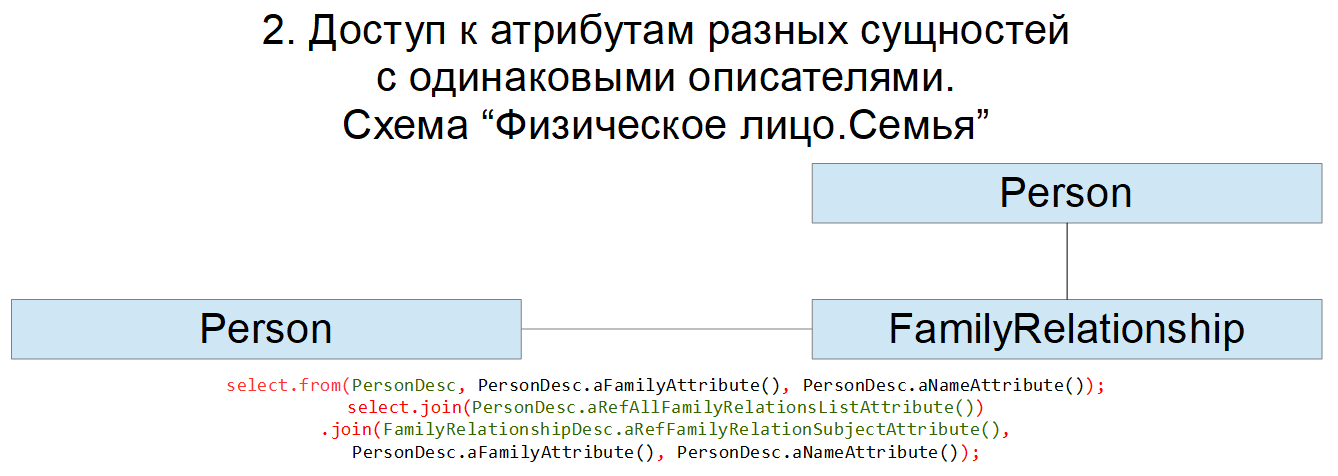 2. Доступ к атрибутам разных сущностей
с одинаковыми описателями.
Схема “Физическое лицо.Семья”
Person
Person
FamilyRelationship
select.from(PersonDesc, PersonDesc.aFamilyAttribute(), PersonDesc.aNameAttribute());
select.join(PersonDesc.aRefAllFamilyRelationsListAttribute())
.join(FamilyRelationshipDesc.aRefFamilyRelationSubjectAttribute(),
PersonDesc.aFamilyAttribute(), PersonDesc.aNameAttribute());